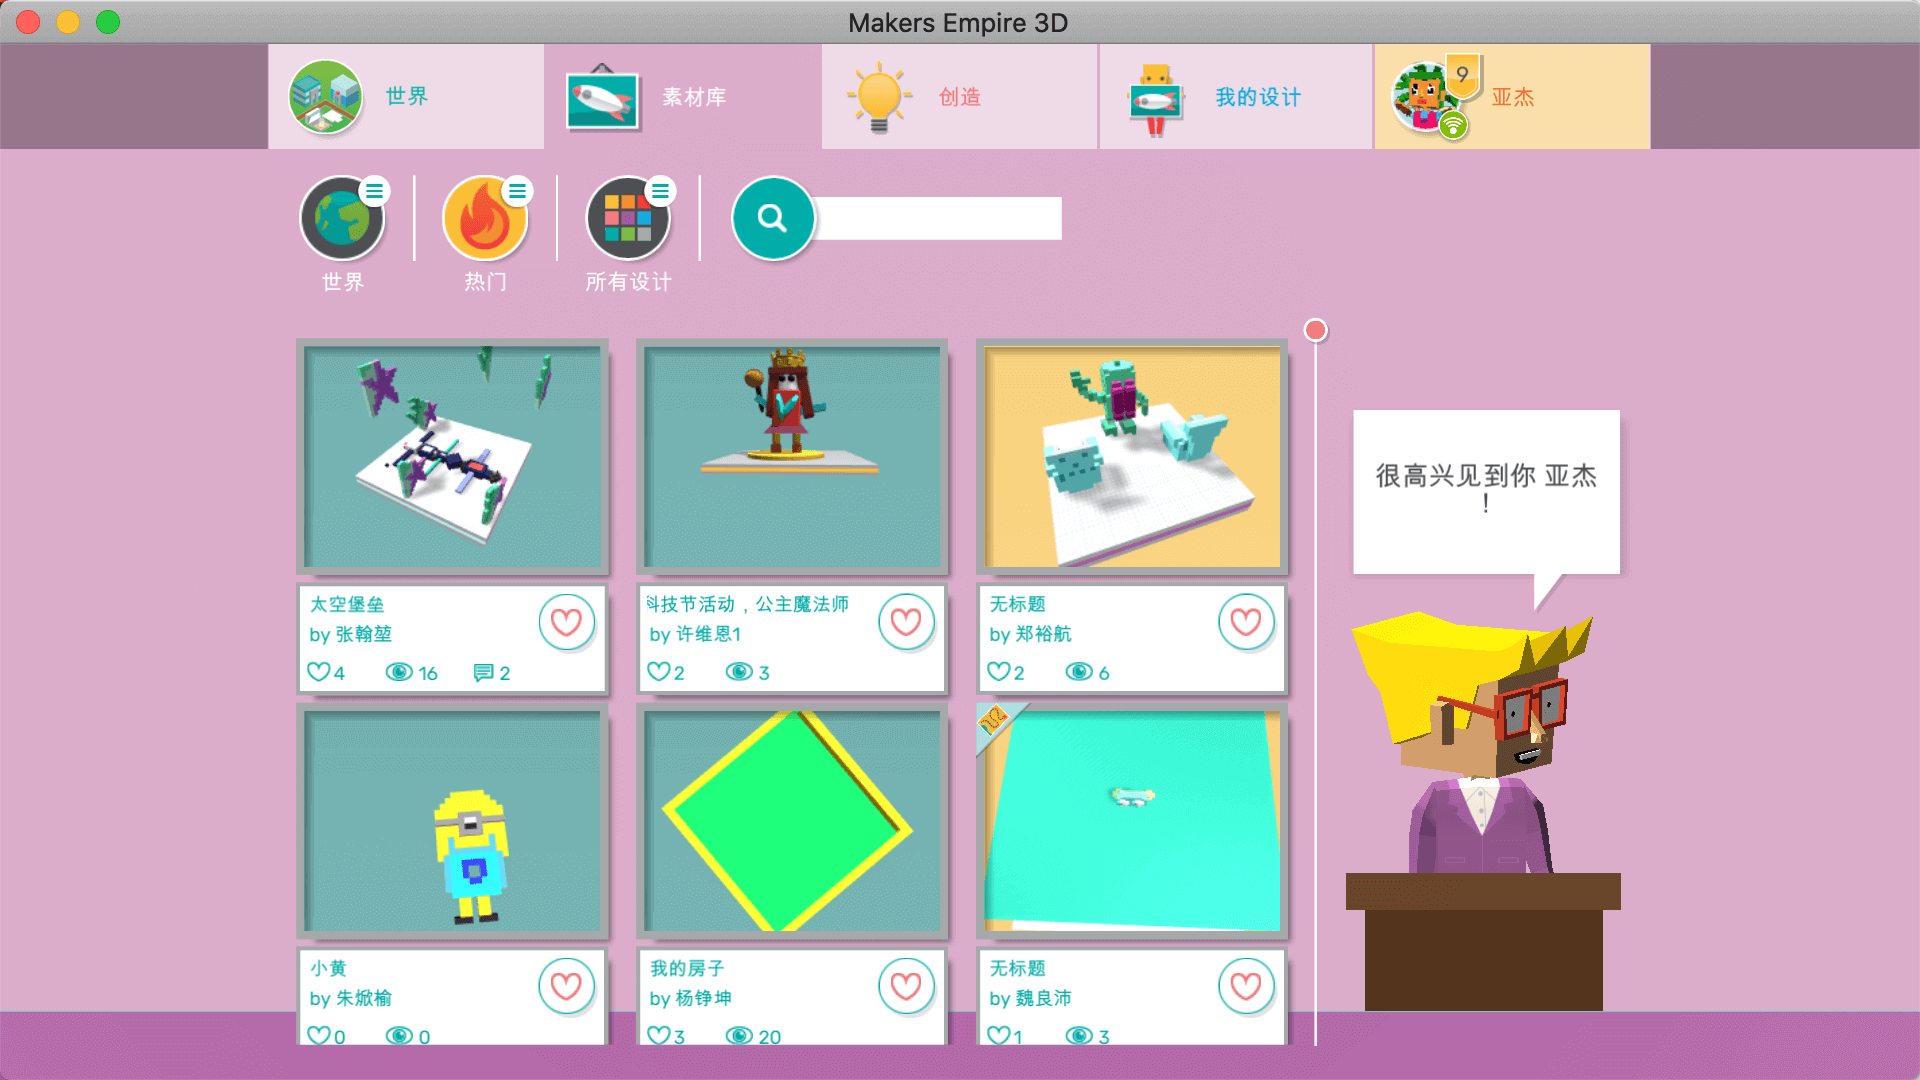 Makers Empire 3D
世界
素材库
创造
我的设计
9
亚杰
世界
热门
所有设计
很高兴见到你 亚杰
！
太空堡垒
by 张翰堃
4 16 2
科技节活动，公主魔法师
by 许维恩1
2 3
无标题
by 郑裕航
2 6
小黄
by 朱焮榆
0 0
我的房子
by 杨铮坤
3 20
无标题
by 魏良沛
1 3